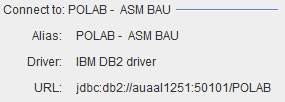 Connect to: POLAB -  ASM BAU
Alias: POLAB -  ASM BAU
Driver: IBM DB2 driver
URL: jdbc:db2://auaal1251:50101/POLAB